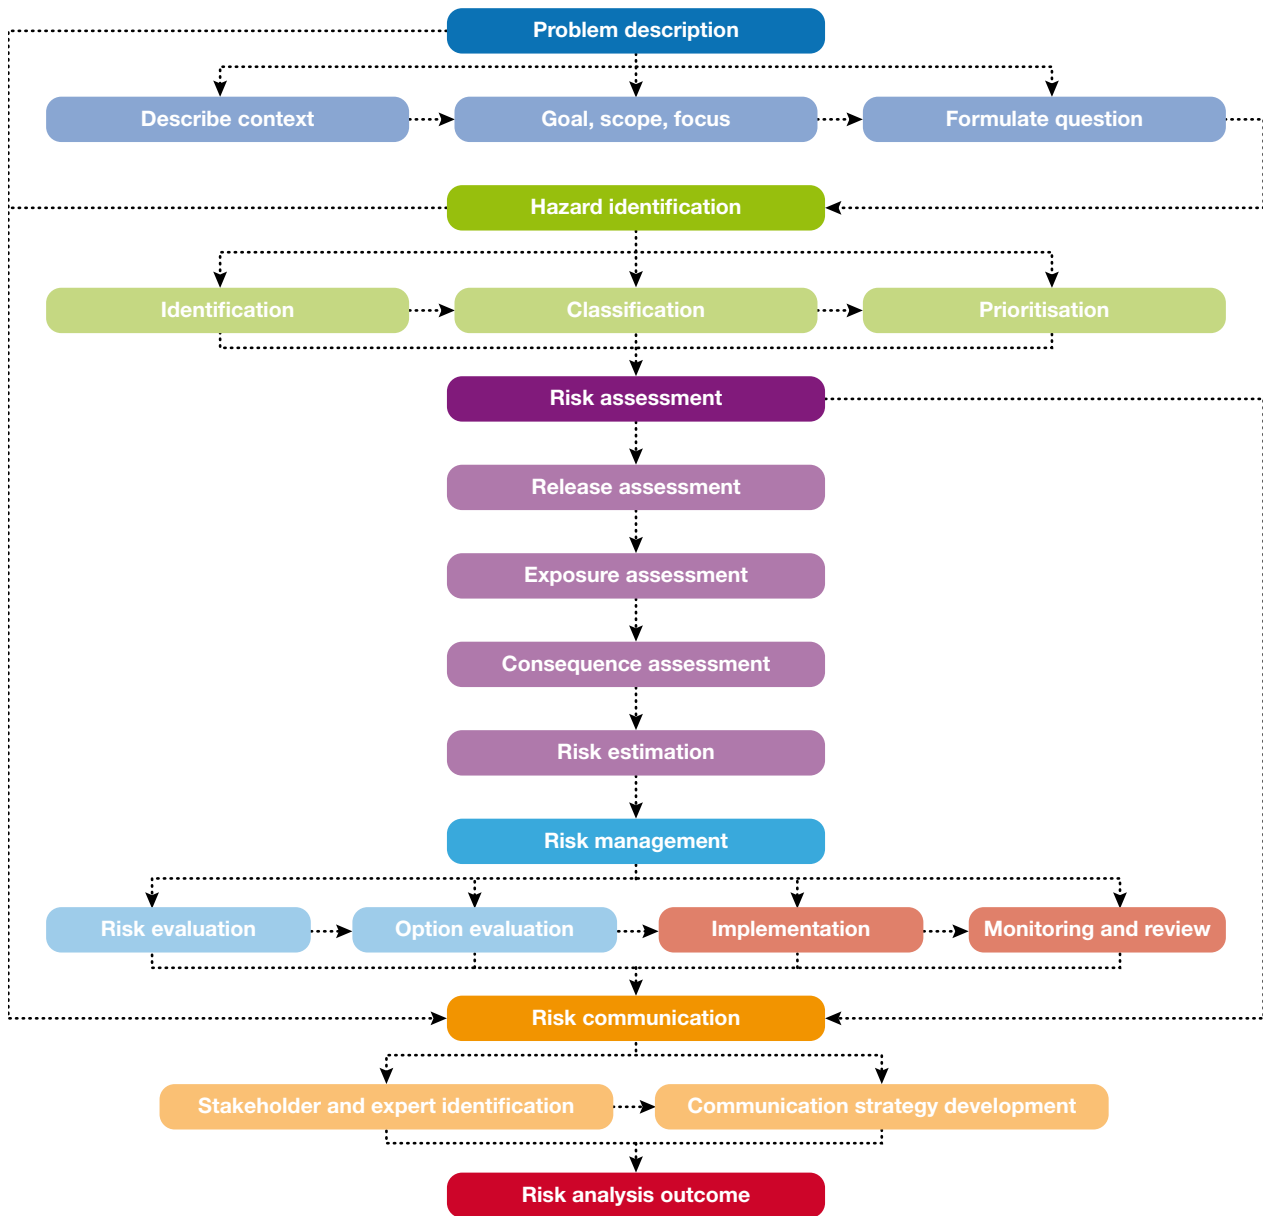 Problem description
Describe context
Goal, scope, focus
Formulate question
Hazard identification
Identification
Classification
Prioritisation
Risk assessment
Release assessment
Exposure assessment
Consequence assessment
Risk estimation
Risk management
Risk evaluation
Option evaluation
Implementation
Monitoring and review
Risk communication
Stakeholder and expert identification
Communication strategy development
Risk analysis outcome